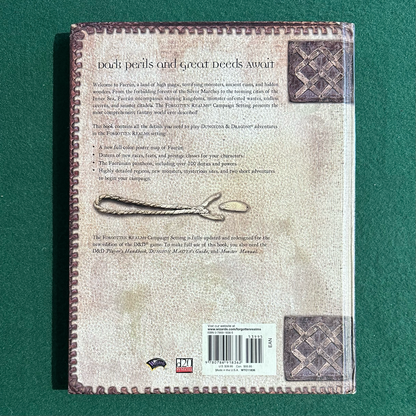 Dark Perils and Great Deeds Await
Welcome to Faerûn, a land of high magic, terrifying monsters, ancient ruins, and hidden
wonders. From the forbidding forests of the Silver Marches to the teeming cities of the
Inner Sea, Faerûn encompasses shining kingdoms, monster-infested wastes, endless
caverns, and sinister citadels. The FORGOTTEN REALMS Campaign Setting presents the
most comprehensive fantasy world ever described!
This book contains all the details you need to play DUNGEONS & DRAGONS adventures
in the FORGOTTEN REALMS setting:
• A new full-color poster map of Faerûn.
• Dozens of new races, feats, and prestige classes for your characters.
• The Faerûnian pantheon, including over 100 deities and powers.
• Highly detailed regions, new monsters, mysterious sites, and two short adventures
to begin your campaign.
The FORGOTTEN REALMS Campaign Setting is fully updated and redesigned for the
new edition of the D&D game. To make full use of this book, you also need the
D&D Player's Handbook, DUNGEON MASTER's Guide, and Monster Manual.
www.wizards.com/forgottenrealms
EAN
d20